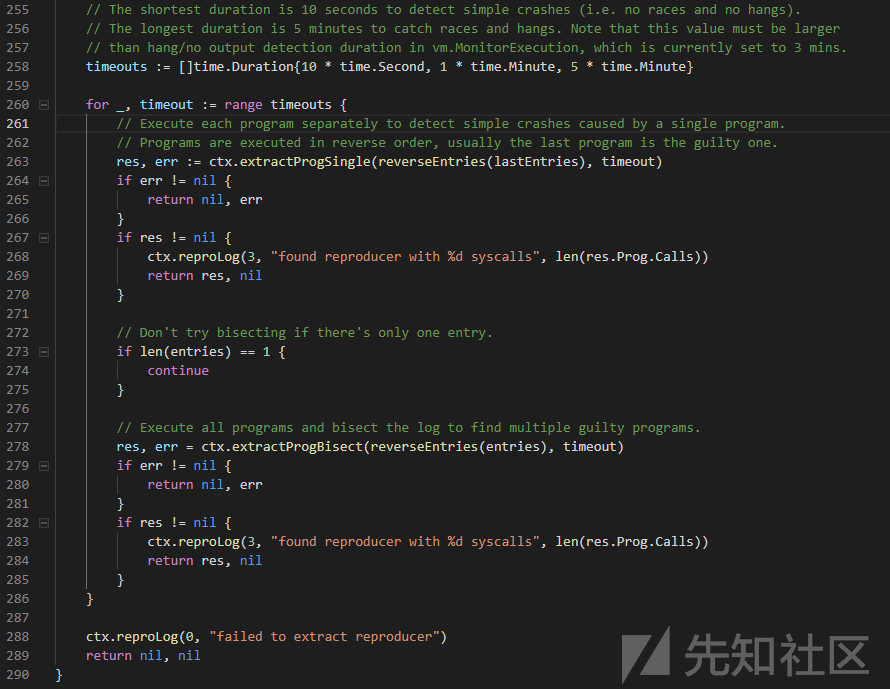 255 // The shortest duration is 10 seconds to detect simple crashes (i.e. no races and no hangs).
256 // The longest duration is 5 minutes to catch races and hangs. Note that this value must be larger
257 // than hang/no output detection duration in vm.MonitorExecution, which is currently set to 3 mins.
258 timeouts := []time.Duration{10 * time.Second, 1 * time.Minute, 5 * time.Minute}
259
260 for _, timeout := range timeouts {
261 // Execute each program separately to detect simple crashes caused by a single program.
262 // Programs are executed in reverse order, usually the last program is the guilty one.
263 res, err := ctx.extractProgSingle(reverseEntries(lastEntries), timeout)
264 if err != nil {
265 return nil, err
266 }
267 if res != nil {
268 ctx.reproLog(3, "found reproducer with %d syscalls", len(res.Prog.Calls))
269 return res, nil
270 }
271
272 // Don't try bisecting if there's only one entry.
273 if len(entries) == 1 {
274 continue
275 }
276
277 // Execute all programs and bisect the log to find multiple guilty programs.
278 res, err = ctx.extractProgBisect(reverseEntries(entries), timeout)
279 if err != nil {
280 return nil, err
281 }
282 if res != nil {
283 ctx.reproLog(3, "found reproducer with %d syscalls", len(res.Prog.Calls))
284 return res, nil
285 }
286 }
287
288 ctx.reproLog(0, "failed to extract reproducer")
289 return nil, nil
290 }
先知社区